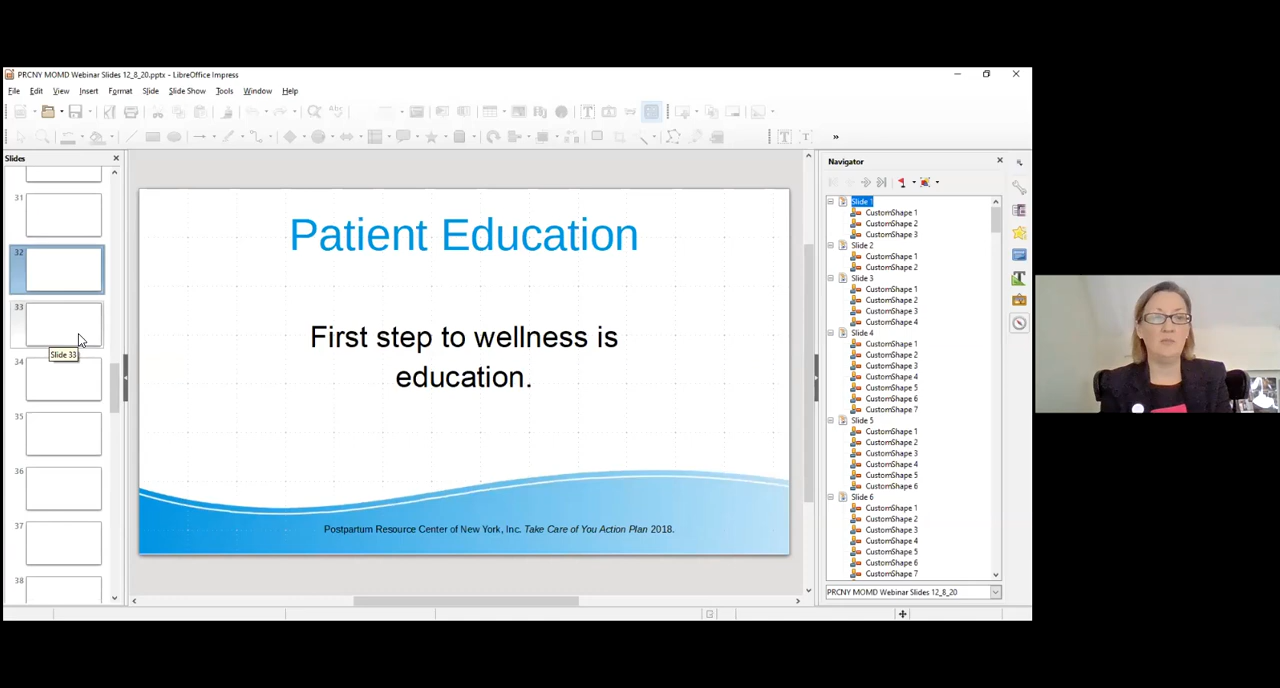 PRCNY MOMD Webinar Slides 12_8_20.pptx - LibreOffice Impress
File Edit View Insert Format Slide Slide Show Tools Window Help
Abc
T
T T
»
Slides
31
32
33
Slide 33
34
35
36
37
38
Patient Education
First step to wellness is
education.
Postpartum Resource Center of New York, Inc. Take Care of You Action Plan 2018.
Navigator
Slide 1
CustomShape 1
CustomShape 2
CustomShape 3
Slide 2
CustomShape 1
CustomShape 2
Slide 3
CustomShape 1
CustomShape 2
CustomShape 3
CustomShape 4
Slide 4
CustomShape 1
CustomShape 2
CustomShape 3
CustomShape 4
CustomShape 5
CustomShape 6
CustomShape 7
Slide 5
CustomShape 1
CustomShape 2
CustomShape 3
CustomShape 4
CustomShape 5
CustomShape 6
Slide 6
CustomShape 1
CustomShape 2
CustomShape 3
CustomShape 4
CustomShape 5
CustomShape 6
CustomShape 7
PRCNY MOMD Webinar Slides 12_8_20